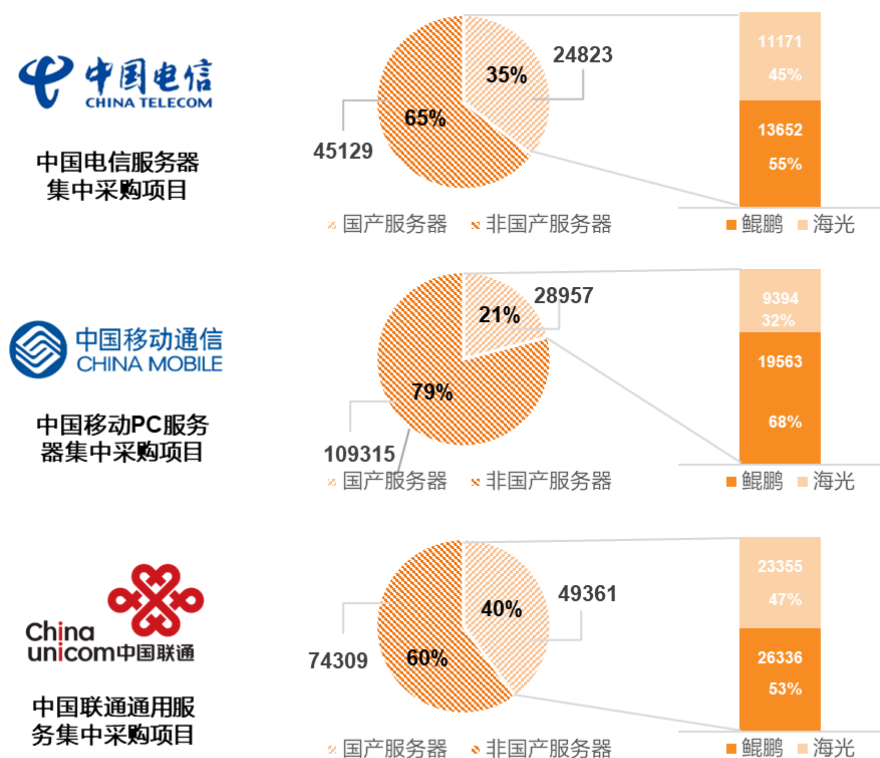 中国电信
CHINA TELECOM
中国电信服务器
集中采购项目
35%
65%
24823
45129
国产服务器 非国产服务器
11171
45%
13652
55%
鲲鹏 海光
中国移动通信
CHINA MOBILE
中国移动PC服务
器集中采购项目
21%
79%
28957
109315
国产服务器 非国产服务器
9394
32%
19563
68%
鲲鹏 海光
China
unicom中国联通
中国联通通用服
务集中采购项目
40%
60%
49361
74309
国产服务器 非国产服务器
23355
47%
26336
53%
鲲鹏 海光